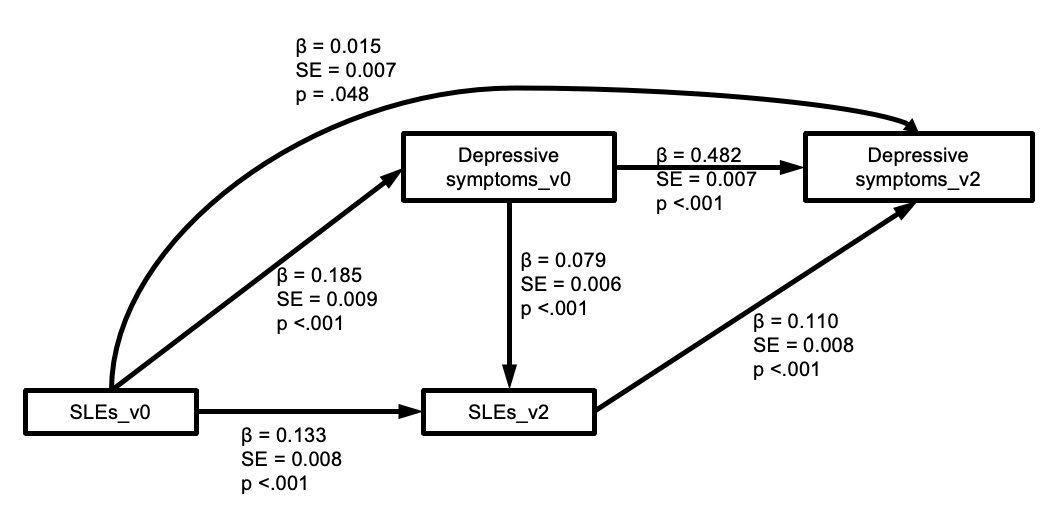 β = 0.015
SE = 0.007
p = .048
Depressive
symptoms_v0
β = 0.482
SE = 0.007
p <.001
Depressive
symptoms_v2
β = 0.185
SE = 0.009
p <.001
β = 0.079
SE = 0.006
p <.001
β = 0.110
SE = 0.008
p <.001
SLEs_v0
SLEs_v2
β = 0.133
SE = 0.008
p <.001